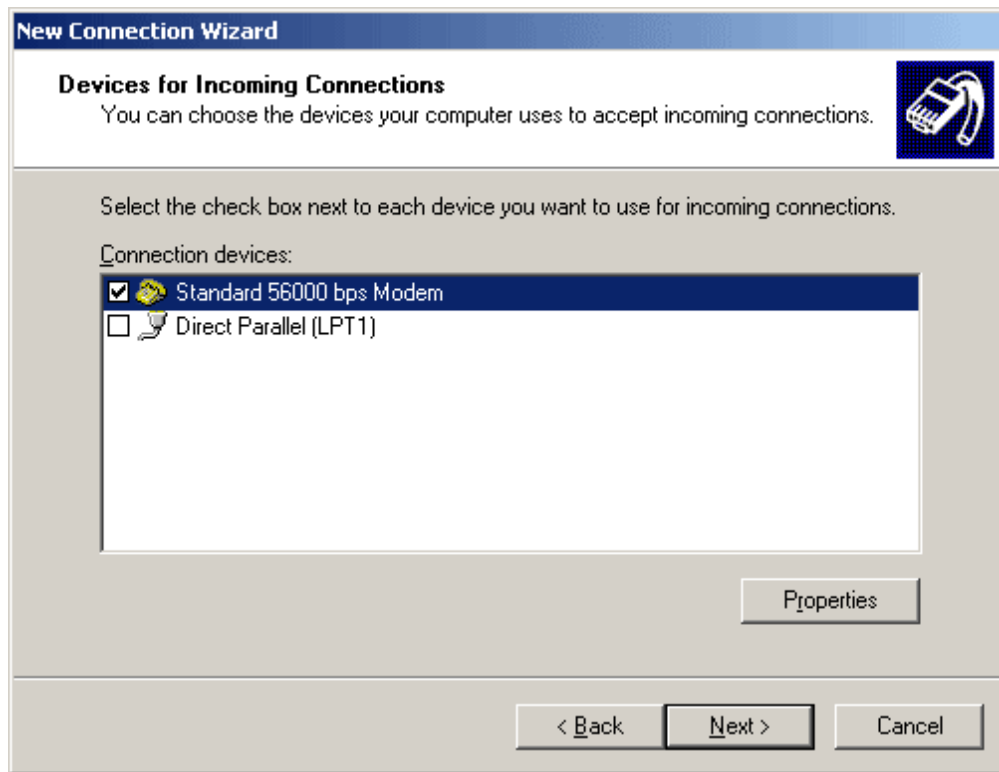 New Connection Wizard
Devices for Incoming Connections
You can choose the devices your computer uses to accept incoming connections.
Select the check box next to each device you want to use for incoming connections.
Connection devices:
Standard 56000 bps Modem
Direct Parallel (LPT1)
Properties
< Back
Next >
Cancel